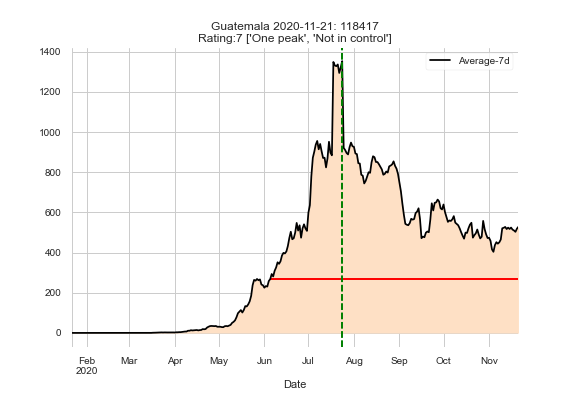 Guatemala 2020-11-21: 118417
Rating:7 ['One peak', 'Not in control']
Average-7d
1400
1200
1000
800
600
400
200
0
Feb Mar Apr May Jun Jul Aug Sep Oct Nov
2020
Date